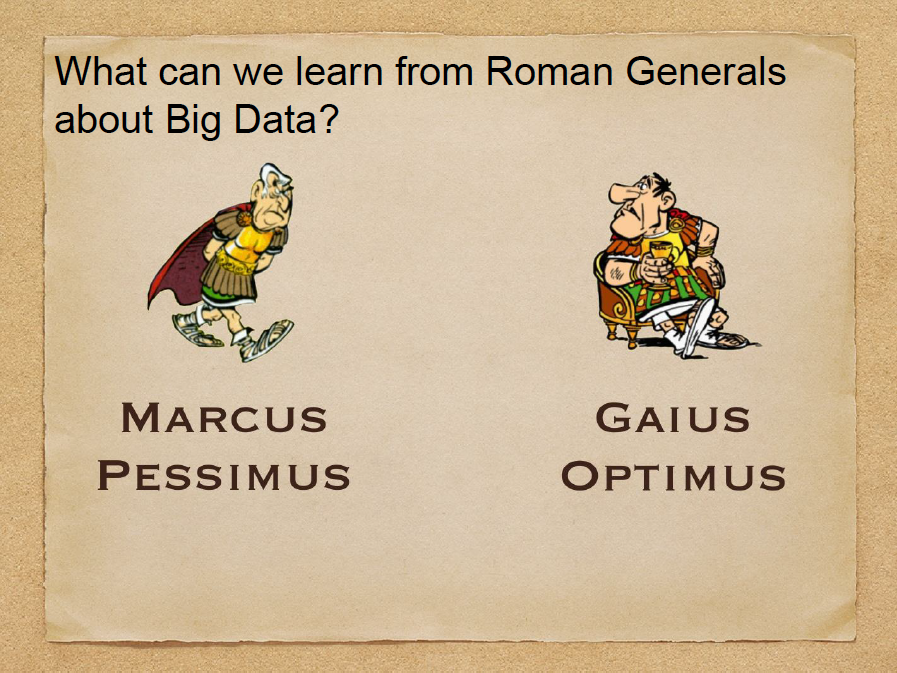 What can we learn from Roman Generals
about Big Data?
Marcus
Pessimus
Gaius
Optimus